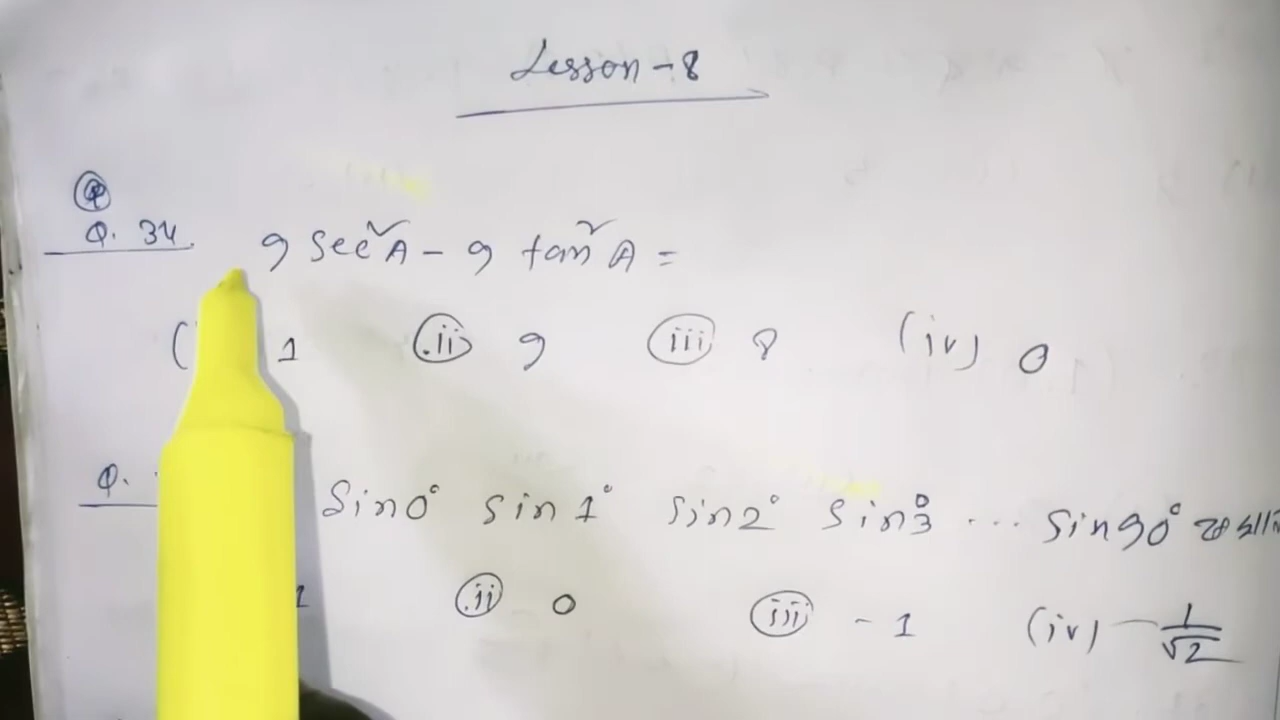 Lesson - 8
Q. 34. 9 sec²A - 9 tan²A =
( 1 (ii) 9 (iii) 8 (iv) 0
Q. Sin0° sin1° sin2° sin3° ... Sin90°
1 (ii) 0 (iii) - 1 (iv) 1/√2